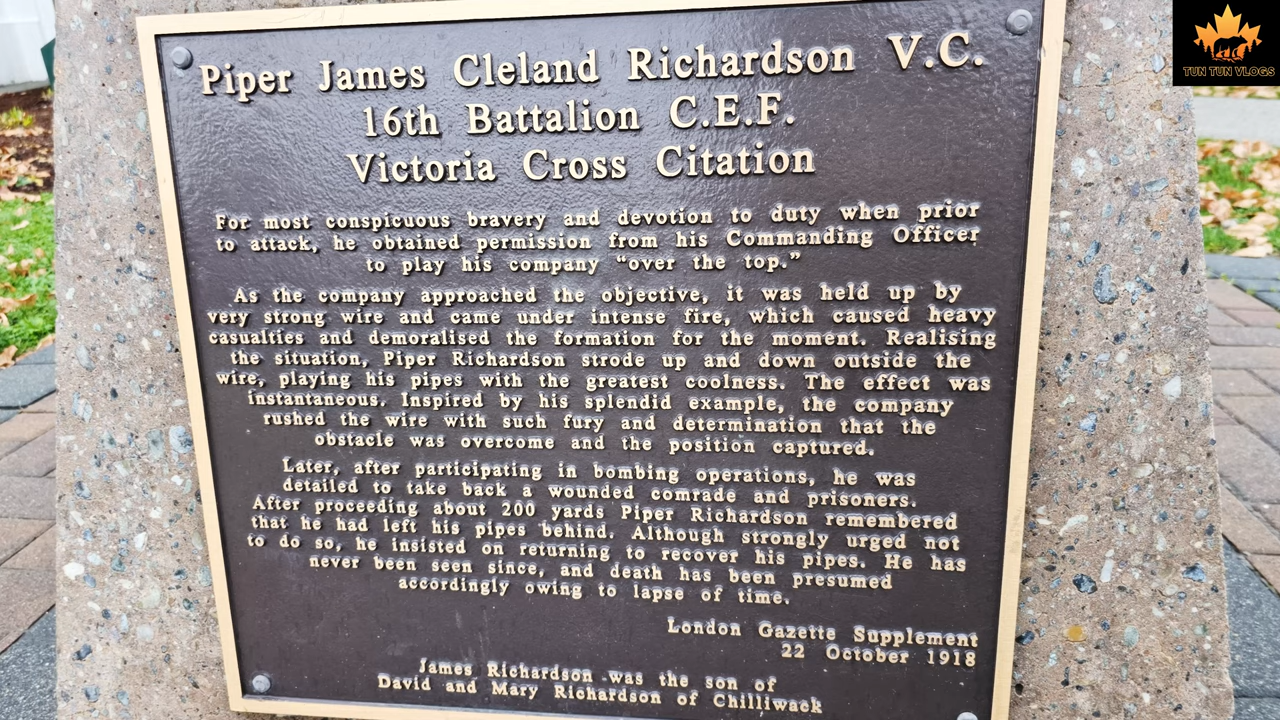 TUN TUN VLOGS
Piper James Cleland Richardson V.C.
16th Battalion C.E.F.
Victoria Cross Citation
For most conspicuous bravery and devotion to duty when prior
to attack, he obtained permission from his Commanding Officer
to play his company “over the top.”
As the company approached the objective, it was held up by
very strong wire and came under intense fire, which caused heavy
casualties and demoralised the formation for the moment. Realising
the situation, Piper Richardson strode up and down outside the
wire, playing his pipes with the greatest coolness. The effect was
instantaneous. Inspired by his splendid example, the company
rushed the wire with such fury and determination that the
obstacle was overcome and the position captured.
Later, after participating in bombing operations, he was
detailed to take back a wounded comrade and prisoners.
After proceeding about 200 yards Piper Richardson remembered
that he had left his pipes behind. Although strongly urged not
to do so, he insisted on returning to recover his pipes. He has
never been seen since, and death has been presumed
accordingly owing to lapse of time.
London Gazette Supplement
22 October 1918
James Richardson was the son of
David and Mary Richardson of Chilliwack